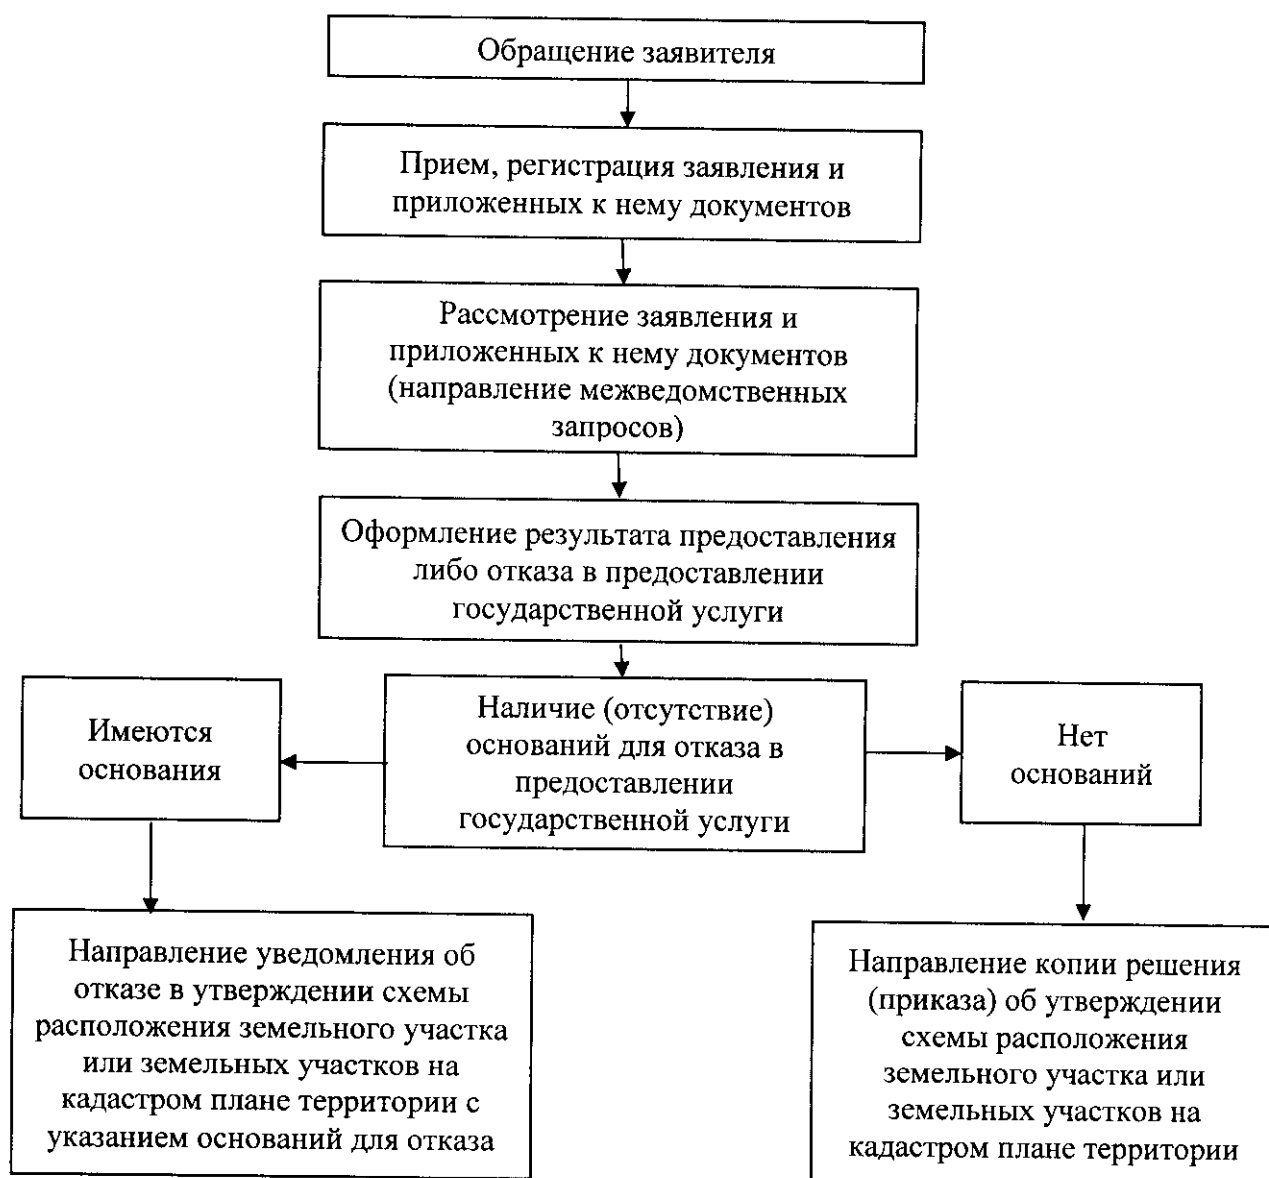 Обращение заявителя
Прием, регистрация заявления и
приложенных к нему документов
Рассмотрение заявления и
приложенных к нему документов
(направление межведомственных
запросов)
Оформление результата предоставления
либо отказа в предоставлении
государственной услуги
Имеются
основания
Наличие (отсутствие)
оснований для отказа в
предоставлении
государственной услуги
Нет
оснований
Направление уведомления об
отказе в утверждении схемы
расположения земельного участка
или земельных участков на
кадастром плане территории с
указанием оснований для отказа
Направление копии решения
(приказа) об утверждении
схемы расположения
земельного участка или
земельных участков на
кадастром плане территории